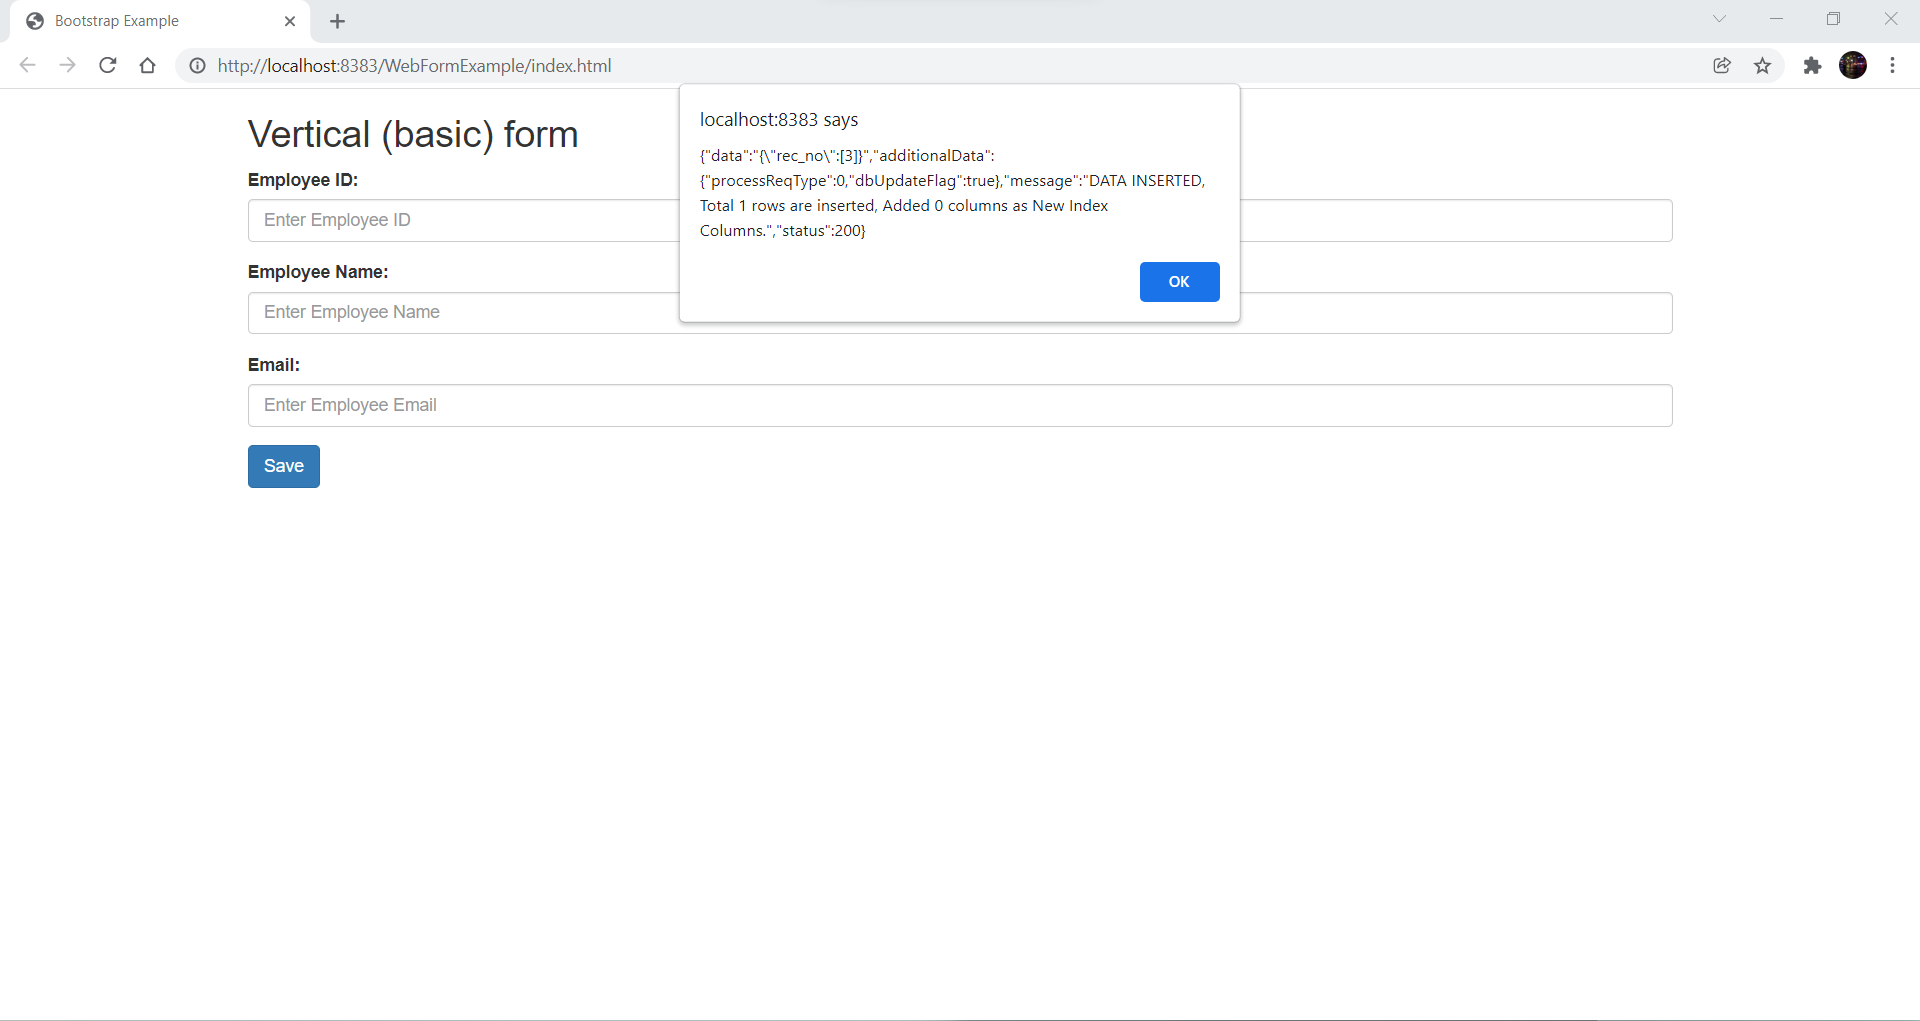 Bootstrap Example
http://localhost:8383/WebFormExample/index.html
localhost:8383 says
{"data":"{\"rec_no\":[3]}","additionalData":
{"processReqType":0,"dbUpdateFlag":true},"message":"DATA INSERTED,
Total 1 rows are inserted, Added 0 columns as New Index
Columns.","status":200}
OK
Vertical (basic) form
Employee ID:
Enter Employee ID
Employee Name:
Enter Employee Name
Email:
Enter Employee Email
Save